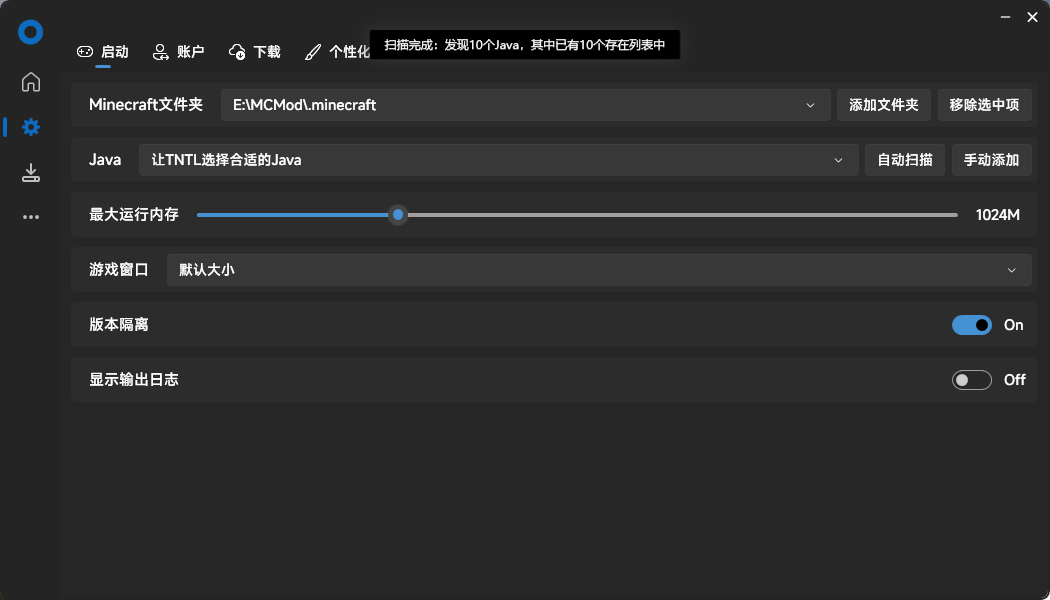 扫描完成：发现10个Java，其中已有10个存在列表中
启动 账户 下载 个性化
Minecraft文件夹 E:\MCMod\.minecraft 添加文件夹 移除选中项
Java 让TNTL选择合适的Java 自动扫描 手动添加
最大运行内存 1024M
游戏窗口 默认大小
版本隔离 On
显示输出日志 Off